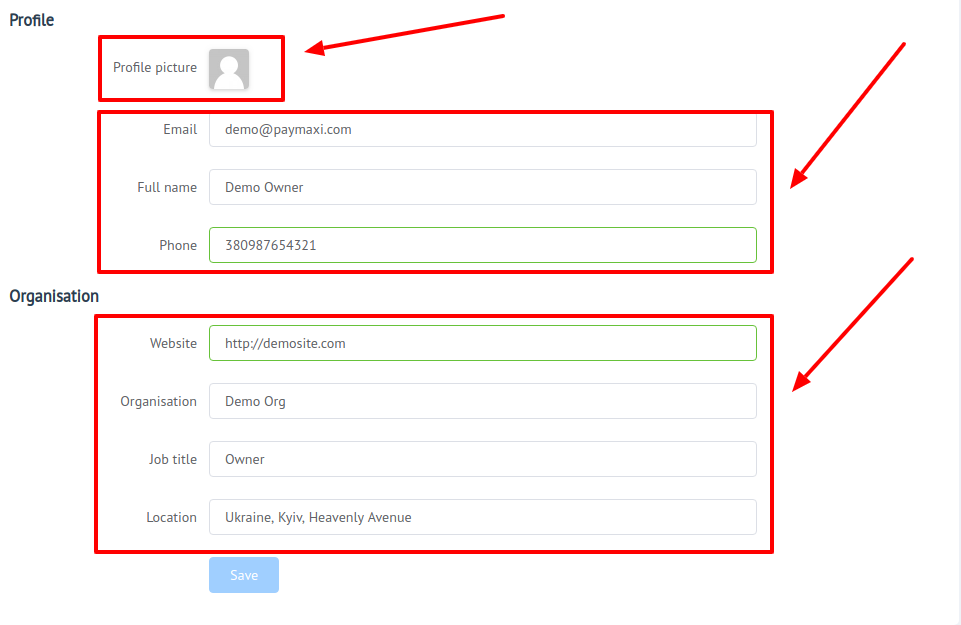 Profile
Profile picture
Email demo@paymaxi.com
Full name Demo Owner
Phone 380987654321
Organisation
Website http://demosite.com
Organisation Demo Org
Job title Owner
Location Ukraine, Kyiv, Heavenly Avenue
Save